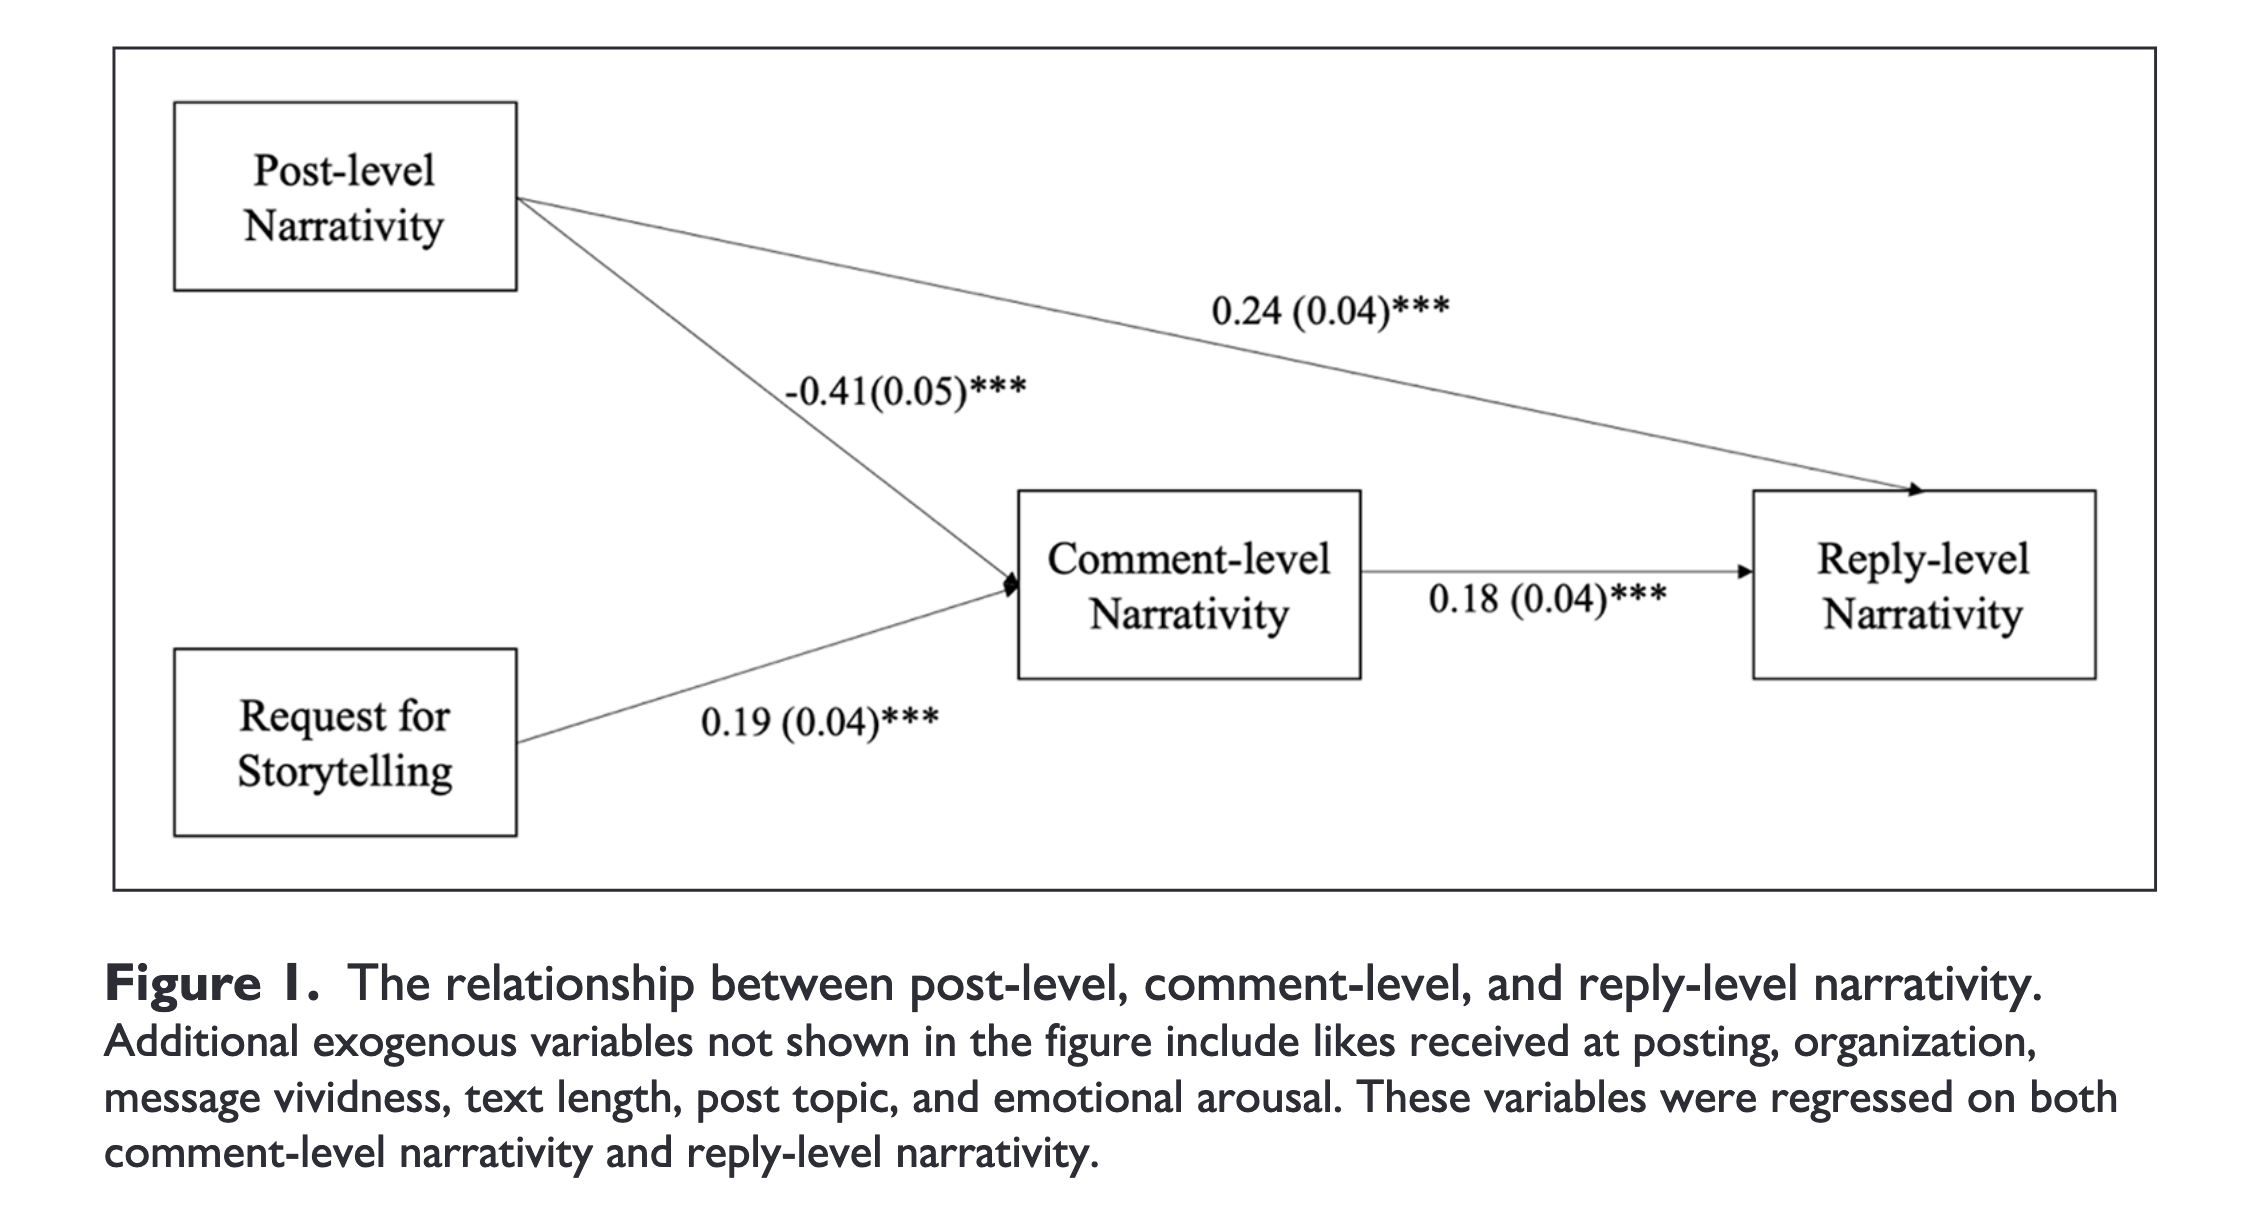 Post-level
Narrativity
0.24 (0.04)***
-0.41(0.05)***
Comment-level
Narrativity
Reply-level
Narrativity
0.18 (0.04)***
Request for
Storytelling
0.19 (0.04)***
Figure 1. The relationship between post-level, comment-level, and reply-level narrativity.
Additional exogenous variables not shown in the figure include likes received at posting, organization,
message vividness, text length, post topic, and emotional arousal. These variables were regressed on both
comment-level narrativity and reply-level narrativity.